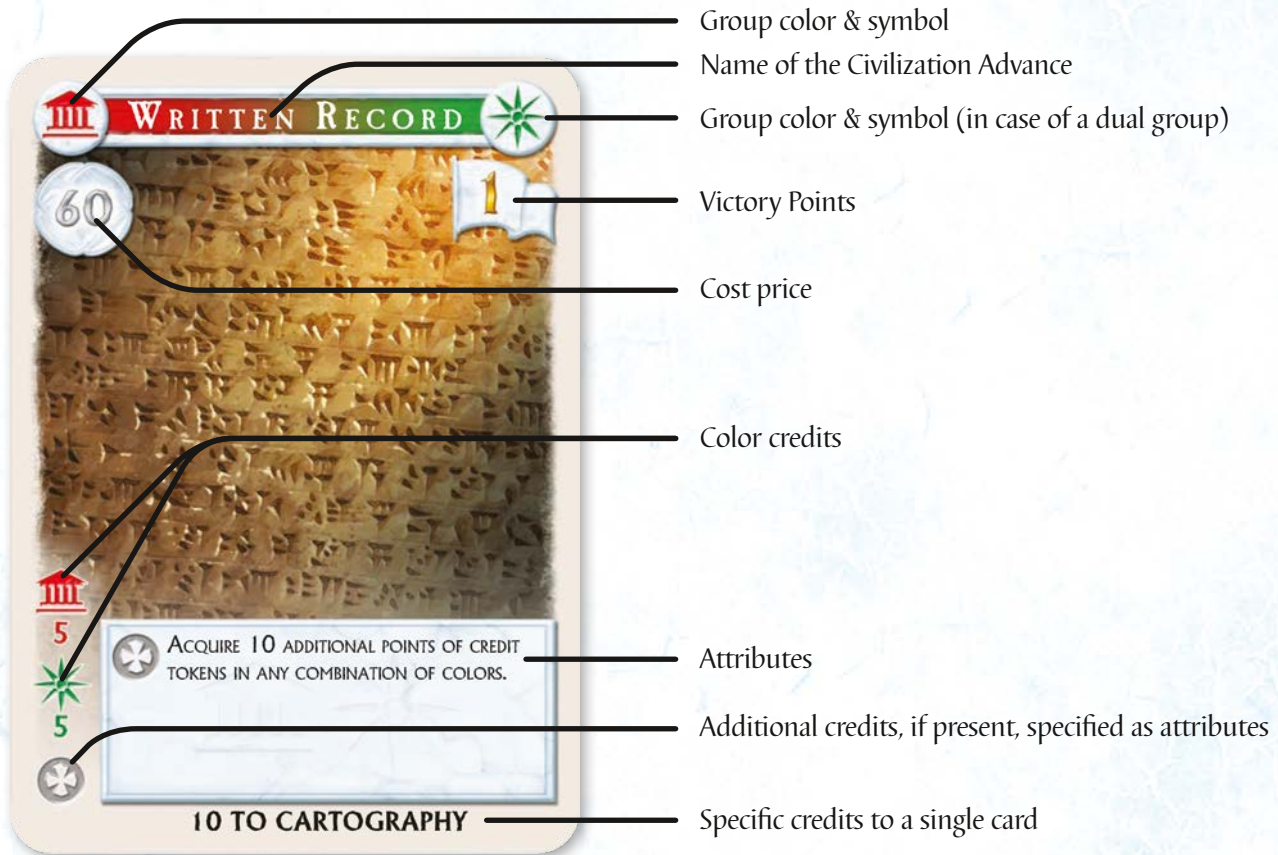 Group color & symbol
Name of the Civilization Advance
WRITTEN RECORD
Group color & symbol (in case of a dual group)
60
1
Victory Points
Cost price
Color credits
5
5
ACQUIRE 10 ADDITIONAL POINTS OF CREDIT
TOKENS IN ANY COMBINATION OF COLORS.
Attributes
Additional credits, if present, specified as attributes
10 TO CARTOGRAPHY
Specific credits to a single card